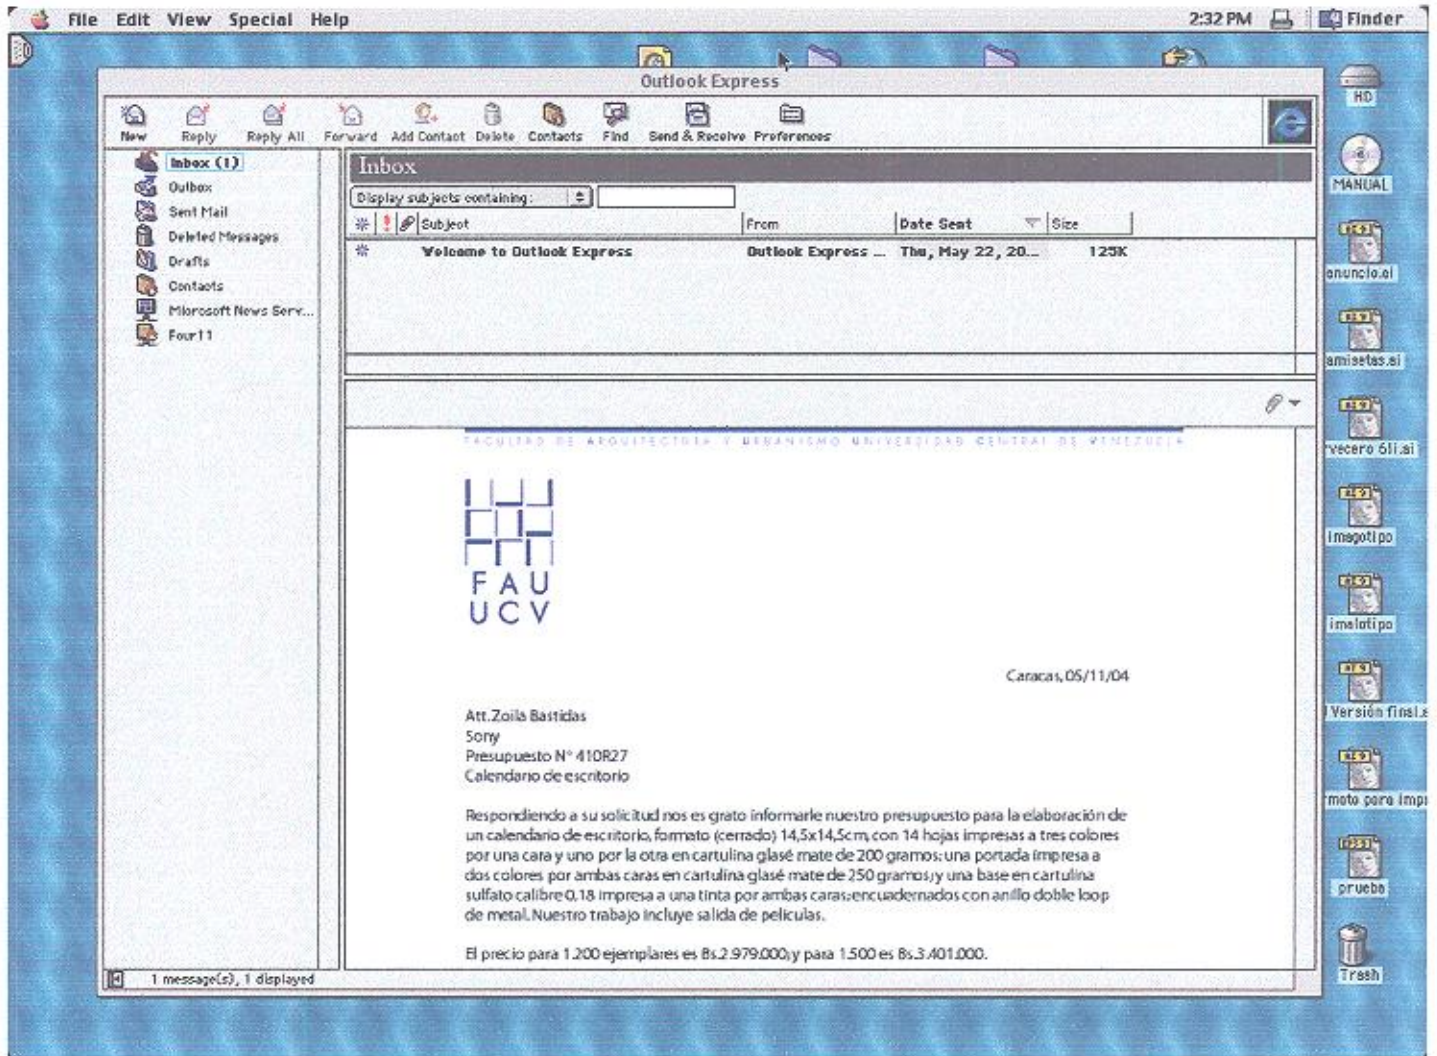 File Edit View Special Help 2:32 PM Finder
Outlook Express
New Reply Reply All Forward Add Contact Delete Contacts Find Send & Receive Preferences
HD
MANUAL
anuncio.ai
amisetas.ai
rvecero 6li.ai
imagotipo
imalotipo
Versión final.a
rmato para impr
prueba
Trash
Inbox (1)
Outbox
Sent Mail
Deleted Messages
Drafts
Contacts
Microsoft News Serv...
Four11
Inbox
Display subjects containing:
Subject From Date Sent Size
Welcome to Outlook Express Outlook Express ... Thu, May 22, 20... 125K
FACULTAD DE ARQUITECTURA Y URBANISMO UNIVERSIDAD CENTRAL DE VENEZUELA
FAU
UCV
Caracas, 05/11/04
Att. Zoila Bastidas
Sony
Presupuesto N° 410R27
Calendario de escritorio
Respondiendo a su solicitud nos es grato informarle nuestro presupuesto para la elaboración de
un calendario de escritorio, formato (cerrado) 14,5x14,5cm, con 14 hojas impresas a tres colores
por una cara y uno por la otra en cartulina glasé mate de 200 gramos; una portada impresa a
dos colores por ambas caras en cartulina glasé mate de 250 gramos; y una base en cartulina
sulfato calibre 0,18 impresa a una tinta por ambas caras; encuadernados con anillo doble loop
de metal. Nuestro trabajo incluye salida de películas.
El precio para 1.200 ejemplares es Bs.2.979.000; y para 1.500 es Bs.3.401.000.
1 message(s), 1 displayed